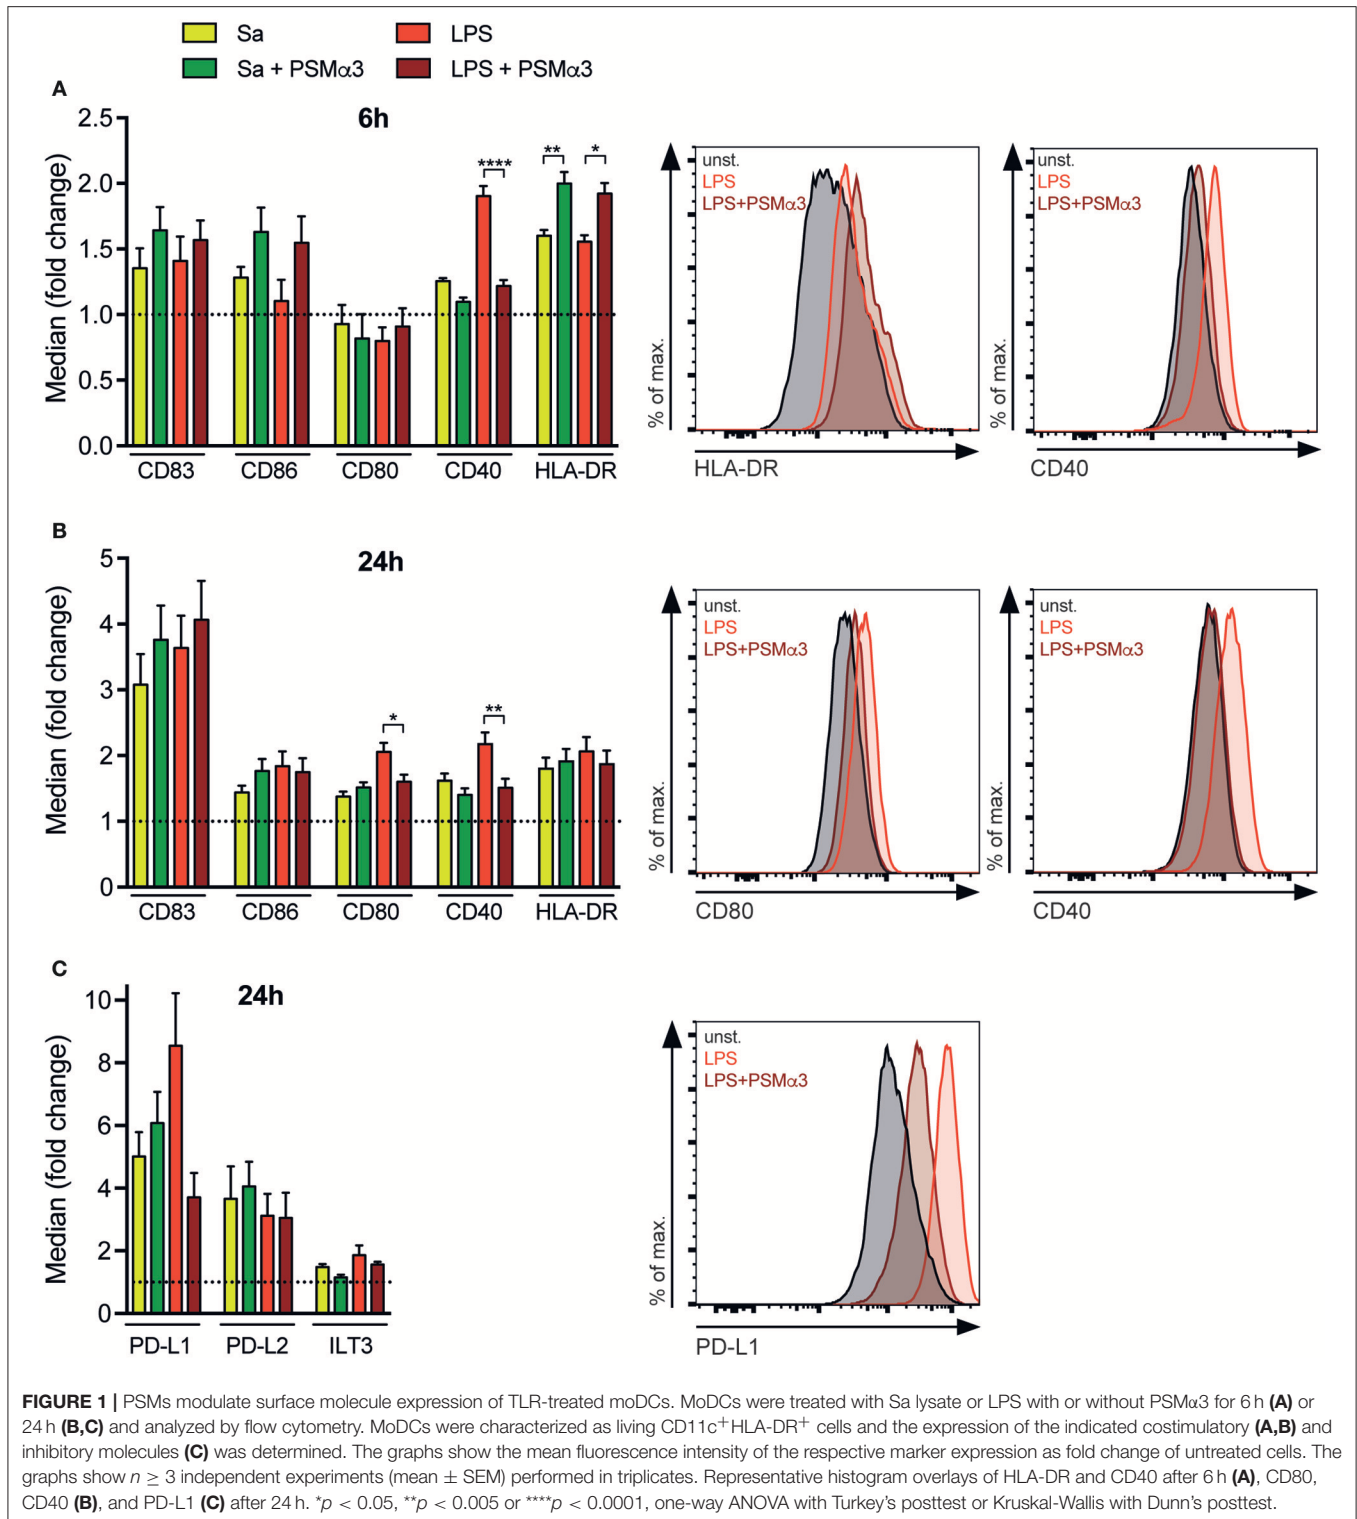 Sa
LPS
Sa + PSMα3
LPS + PSMα3
A
6h
Median (fold change)
2.5
2.0
1.5
1.0
0.5
0.0
****
**
*
CD83
CD86
CD80
CD40
HLA-DR
% of max.
unst.
LPS
LPS+PSMα3
HLA-DR
% of max.
unst.
LPS
LPS+PSMα3
CD40
B
24h
Median (fold change)
5
4
3
2
1
0
*
**
CD83
CD86
CD80
CD40
HLA-DR
% of max.
unst.
LPS
LPS+PSMα3
CD80
% of max.
unst.
LPS
LPS+PSMα3
CD40
C
24h
Median (fold change)
10
8
6
4
2
0
PD-L1
PD-L2
ILT3
% of max.
unst.
LPS
LPS+PSMα3
PD-L1
FIGURE 1 | PSMs modulate surface molecule expression of TLR-treated moDCs. MoDCs were treated with Sa lysate or LPS with or without PSMα3 for 6 h (A) or
24 h (B,C) and analyzed by flow cytometry. MoDCs were characterized as living CD11c⁺HLA-DR⁺ cells and the expression of the indicated costimulatory (A,B) and
inhibitory molecules (C) was determined. The graphs show the mean fluorescence intensity of the respective marker expression as fold change of untreated cells. The
graphs show n ≥ 3 independent experiments (mean ± SEM) performed in triplicates. Representative histogram overlays of HLA-DR and CD40 after 6 h (A), CD80,
CD40 (B), and PD-L1 (C) after 24 h. *p < 0.05, **p < 0.005 or ****p < 0.0001, one-way ANOVA with Turkey's posttest or Kruskal-Wallis with Dunn's posttest.